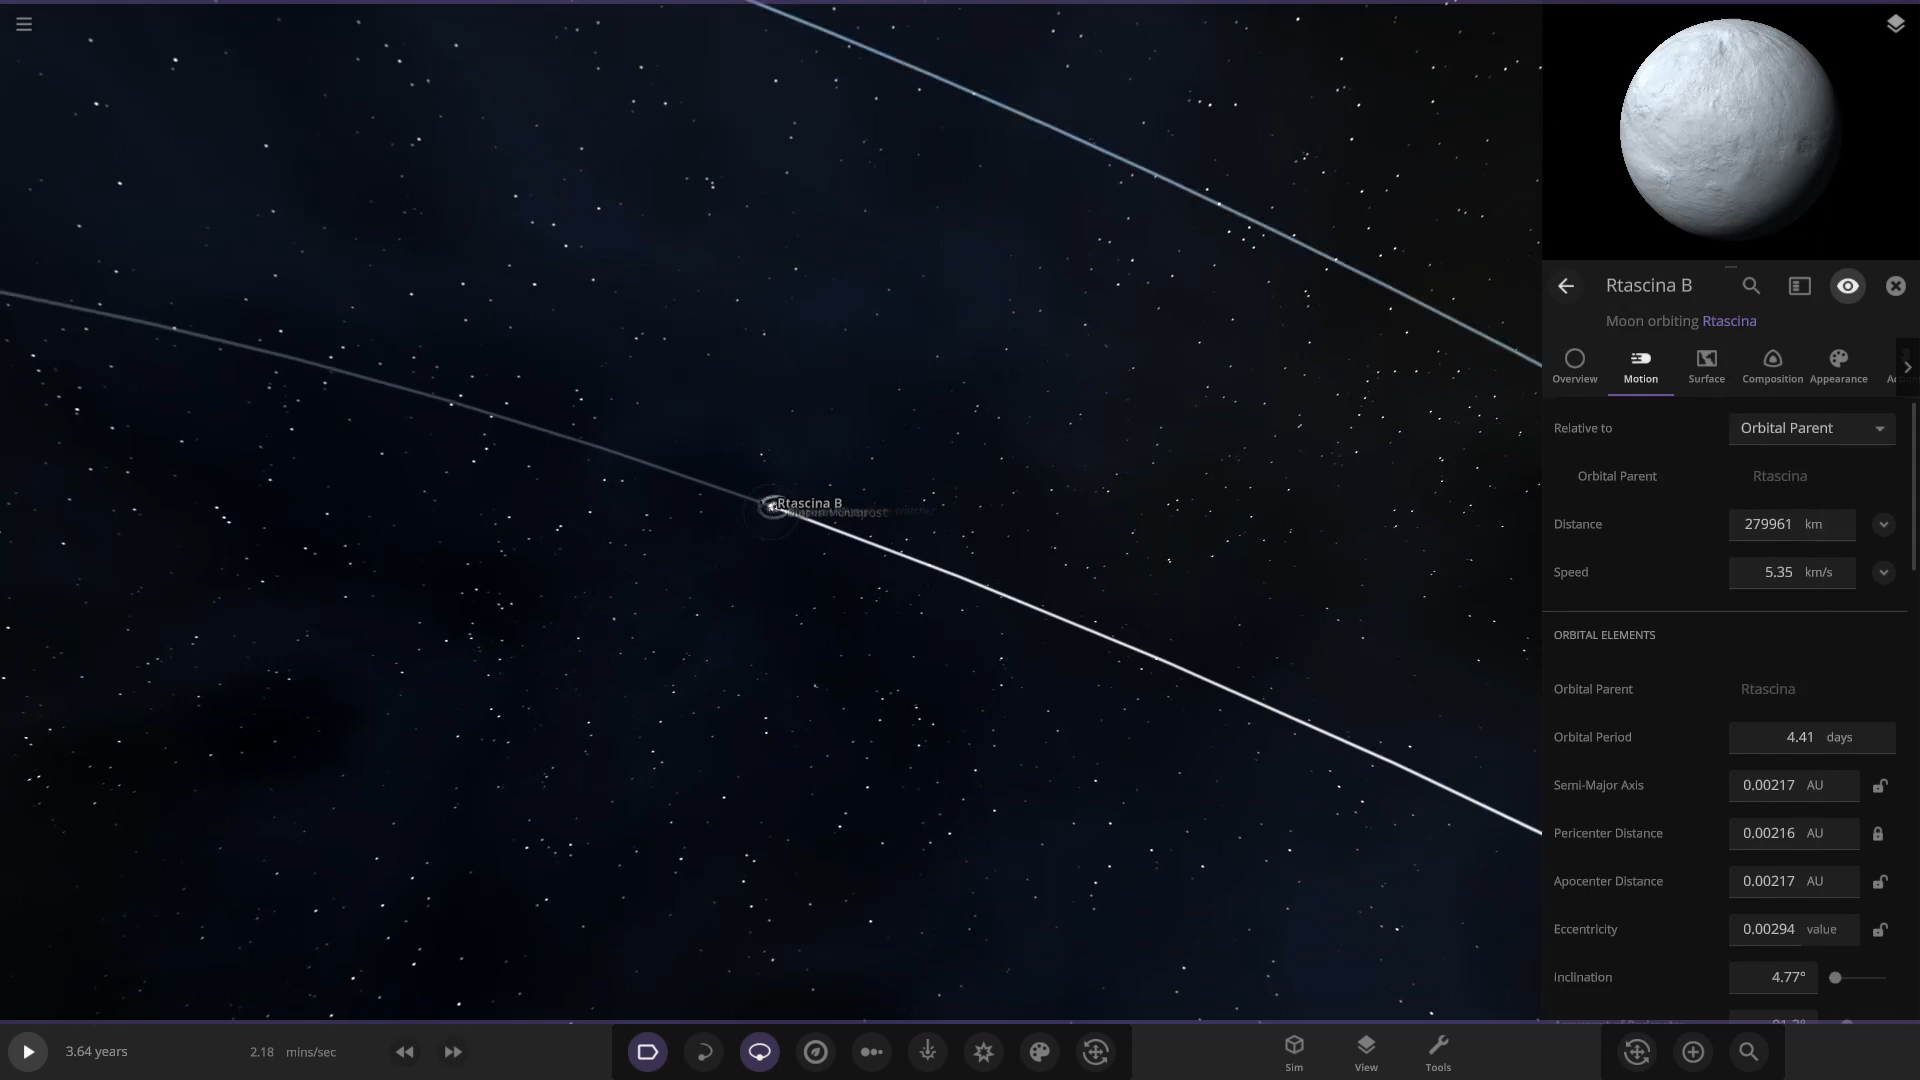 Rtascina B
Moon orbiting Rtascina
Overview
Motion
Surface
Composition
Appearance
Relative to
Orbital Parent
Orbital Parent
Rtascina
Distance
279961 km
Speed
5.35 km/s
ORBITAL ELEMENTS
Orbital Parent
Rtascina
Orbital Period
4.41 days
Semi-Major Axis
0.00217 AU
Pericenter Distance
0.00216 AU
Apocenter Distance
0.00217 AU
Eccentricity
0.00294 value
Inclination
4.77°
Rtascina B
3.64 years
2.18 mins/sec
Sim
View
Tools